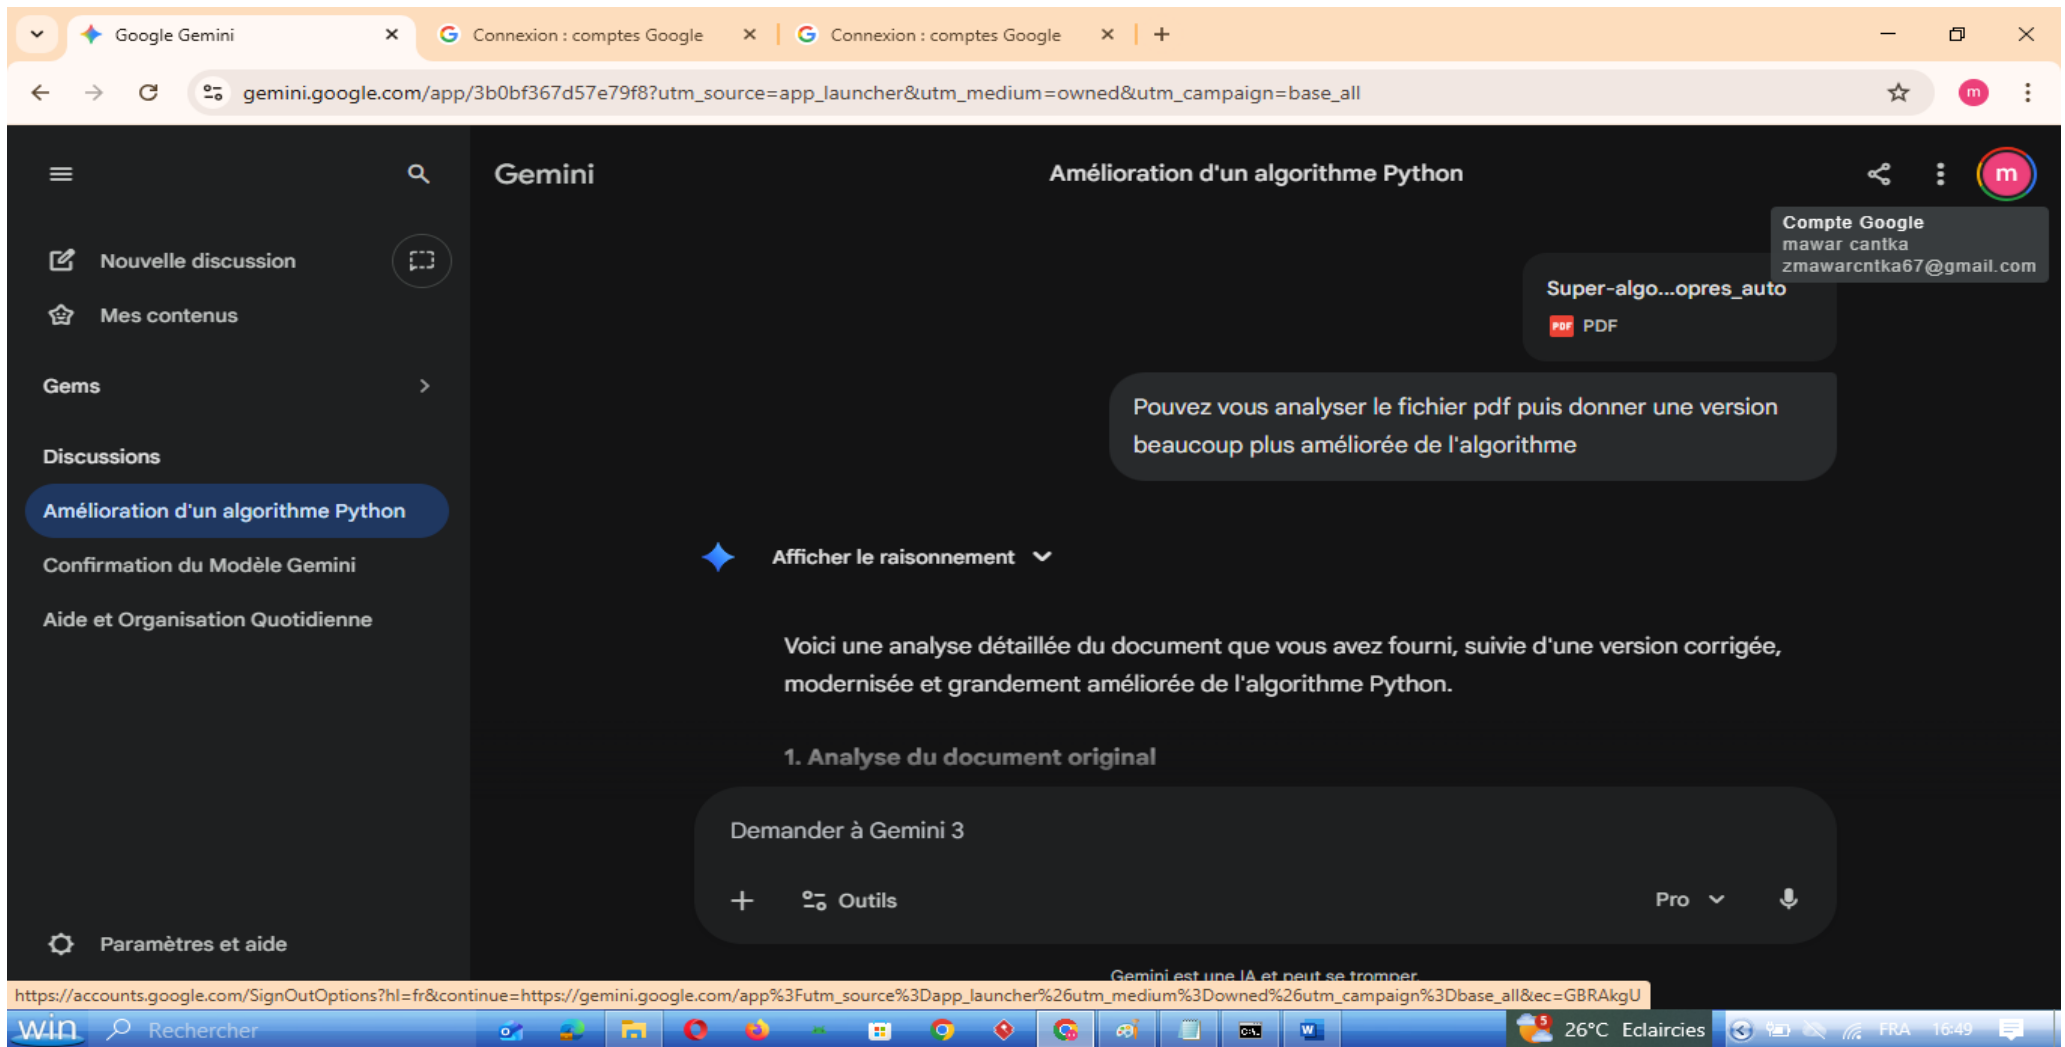 Google Gemini
Connexion : comptes Google
Connexion : comptes Google
gemini.google.com/app/3b0bf367d57e79f8?utm_source=app_launcher&utm_medium=owned&utm_campaign=base_all
m
Gemini
Amélioration d'un algorithme Python
m
Compte Google
mawar cantka
zmawarcntka67@gmail.com
Nouvelle discussion
Mes contenus
Gems
Discussions
Amélioration d'un algorithme Python
Confirmation du Modèle Gemini
Aide et Organisation Quotidienne
Paramètres et aide
Super-algo...opres_auto
PDF PDF
Pouvez vous analyser le fichier pdf puis donner une version
beaucoup plus améliorée de l'algorithme
Afficher le raisonnement
Voici une analyse détaillée du document que vous avez fourni, suivie d'une version corrigée,
modernisée et grandement améliorée de l'algorithme Python.
1. Analyse du document original
Demander à Gemini 3
Outils
Pro
Gemini est une IA et peut se tromper.
https://accounts.google.com/SignOutOptions?hl=fr&continue=https://gemini.google.com/app%3Futm_source%3Dapp_launcher%26utm_medium%3Downed%26utm_campaign%3Dbase_all&ec=GBRAkgU
win
Rechercher
5
26°C Eclaircies
FRA
16:49